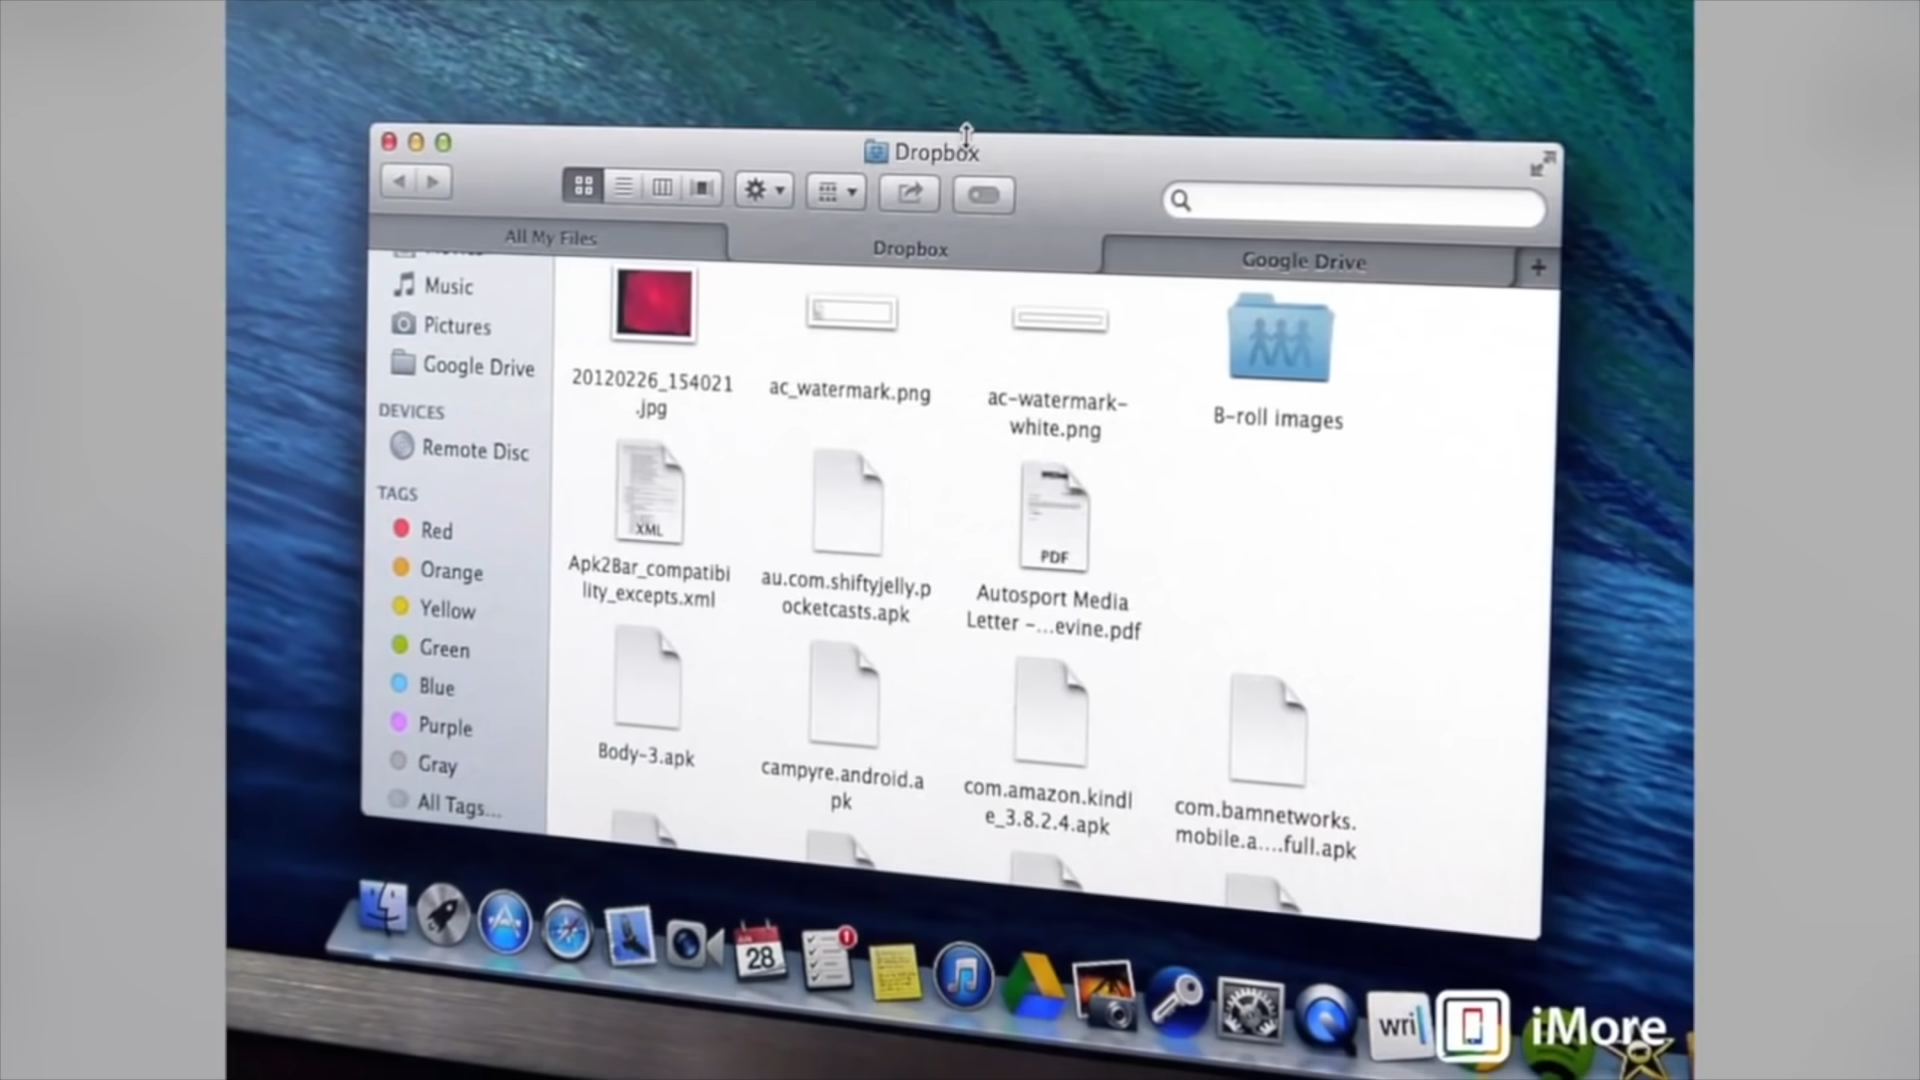 Dropbox
All My Files
Dropbox
Google Drive
+
Music
Pictures
Google Drive
DEVICES
Remote Disc
TAGS
Red
Orange
Yellow
Green
Blue
Purple
Gray
All Tags...
20120226_154021
.jpg
ac_watermark.png
ac-watermark-
white.png
B-roll images
XML
Apk2Bar_compatibi
lity_excepts.xml
au.com.shiftyjelly.p
ocketcasts.apk
PDF
Autosport Media
Letter -...evine.pdf
Body-3.apk
campyre.android.a
pk
com.amazon.kindl
e_3.8.2.4.apk
com.bamnetworks.
mobile.a....full.apk
28
wri
iMore